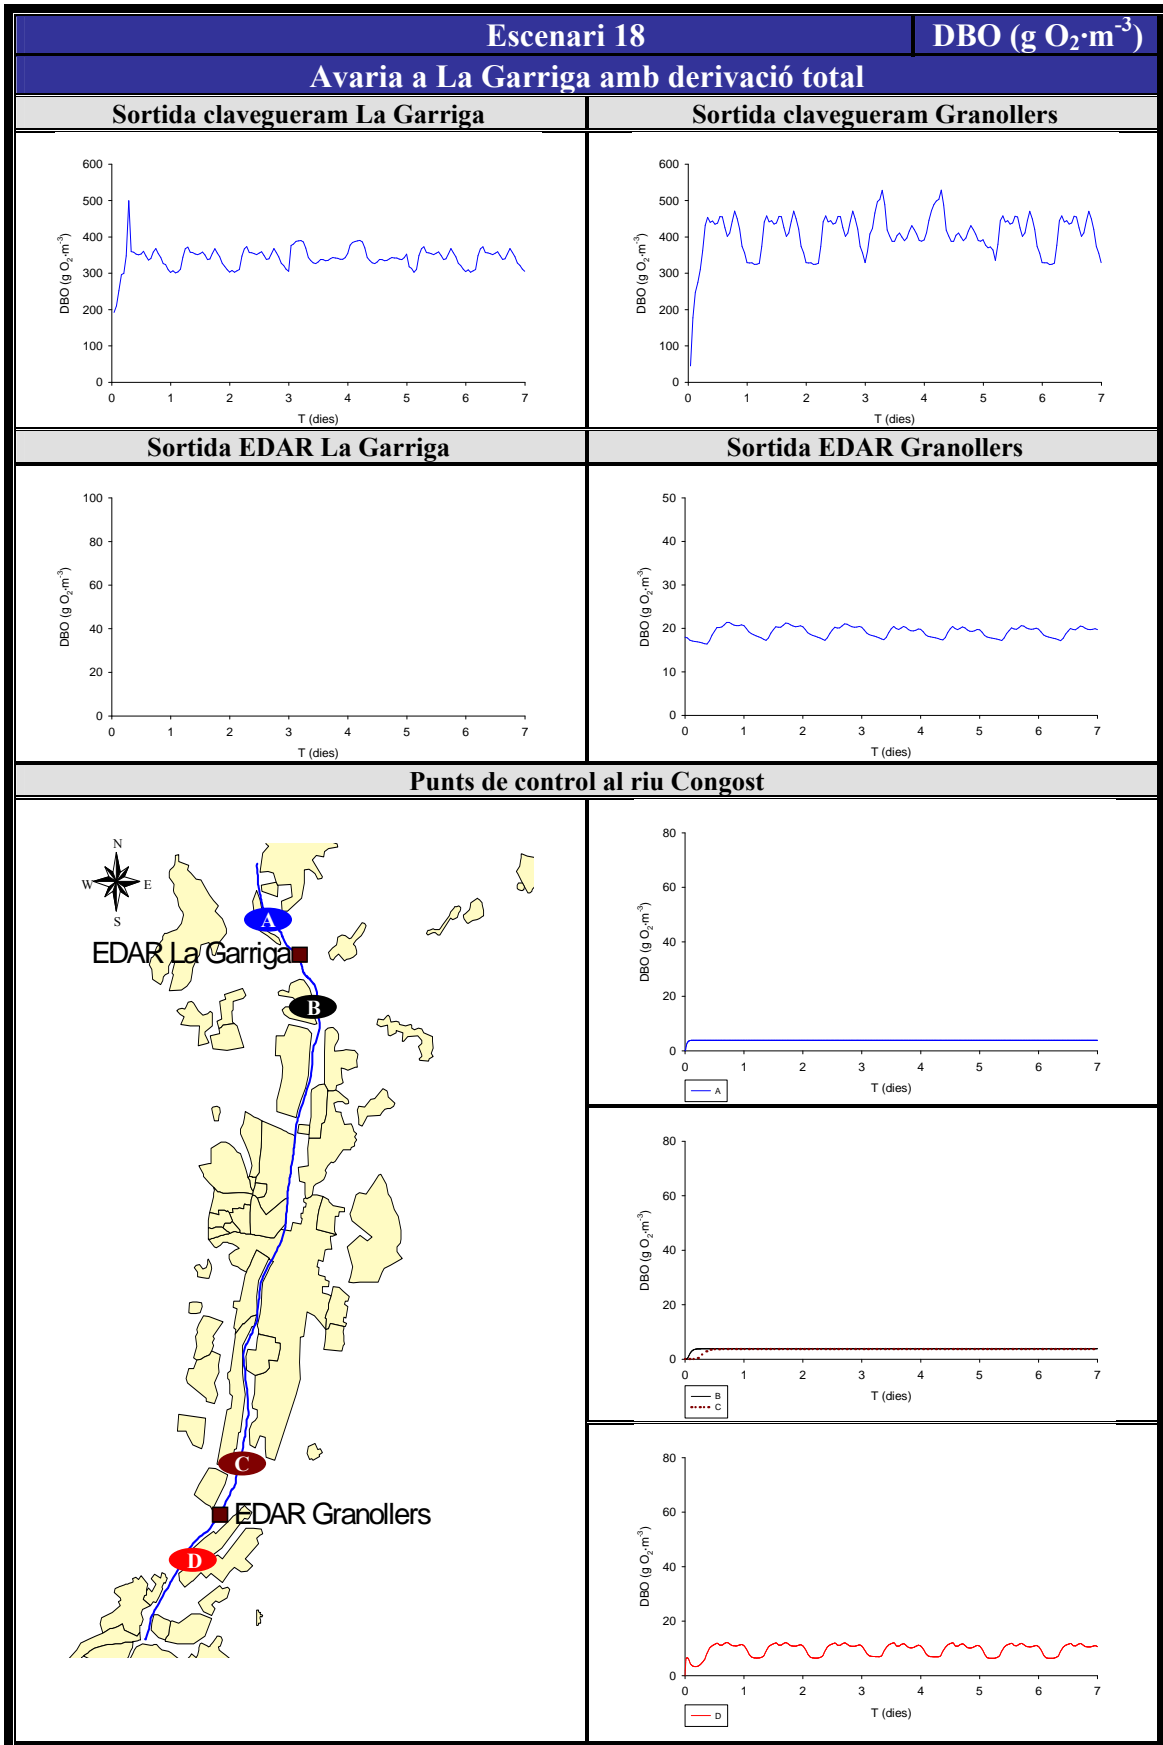 Escenari 18
DBO (g O₂·m⁻³)
Avaria a La Garriga amb derivació total
Sortida clavegueram La Garriga
Sortida clavegueram Granollers
600
500
400
300
200
100
0
0 1 2 3 4 5 6 7
DBO (g O₂·m⁻³)
T (dies)
600
500
400
300
200
100
0
0 1 2 3 4 5 6 7
DBO (g O₂·m⁻³)
T (dies)
Sortida EDAR La Garriga
Sortida EDAR Granollers
100
80
60
40
20
0
0 1 2 3 4 5 6 7
DBO (g O₂·m⁻³)
T (dies)
50
40
30
20
10
0
0 1 2 3 4 5 6 7
DBO (g O₂·m⁻³)
T (dies)
Punts de control al riu Congost
N
W E
S
A
EDAR La Garriga
B
C
EDAR Granollers
D
80
60
40
20
0
0 1 2 3 4 5 6 7
DBO (g O₂·m⁻³)
T (dies)
A
80
60
40
20
0
0 1 2 3 4 5 6 7
DBO (g O₂·m⁻³)
T (dies)
B
C
80
60
40
20
0
0 1 2 3 4 5 6 7
DBO (g O₂·m⁻³)
T (dies)
D